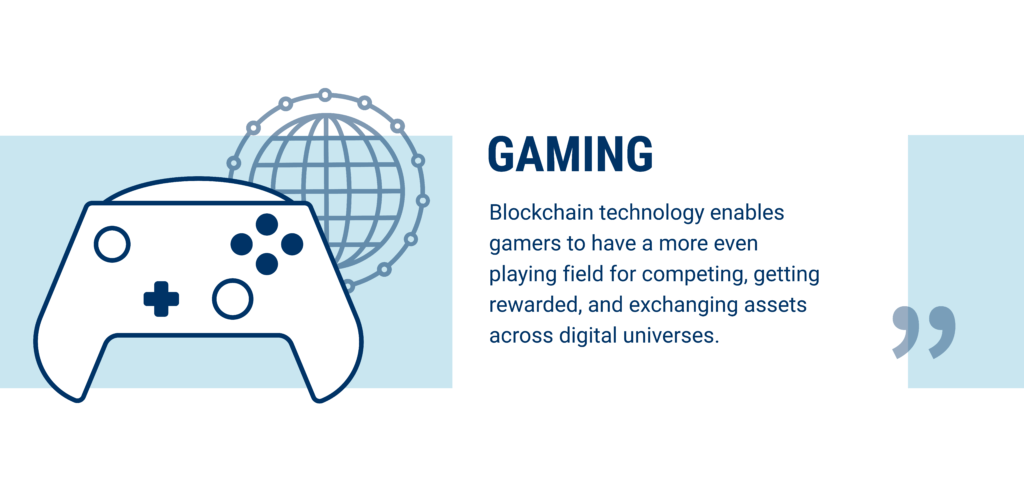 GAMING
Blockchain technology enables
gamers to have a more even
playing field for competing, getting
rewarded, and exchanging assets
across digital universes.
”